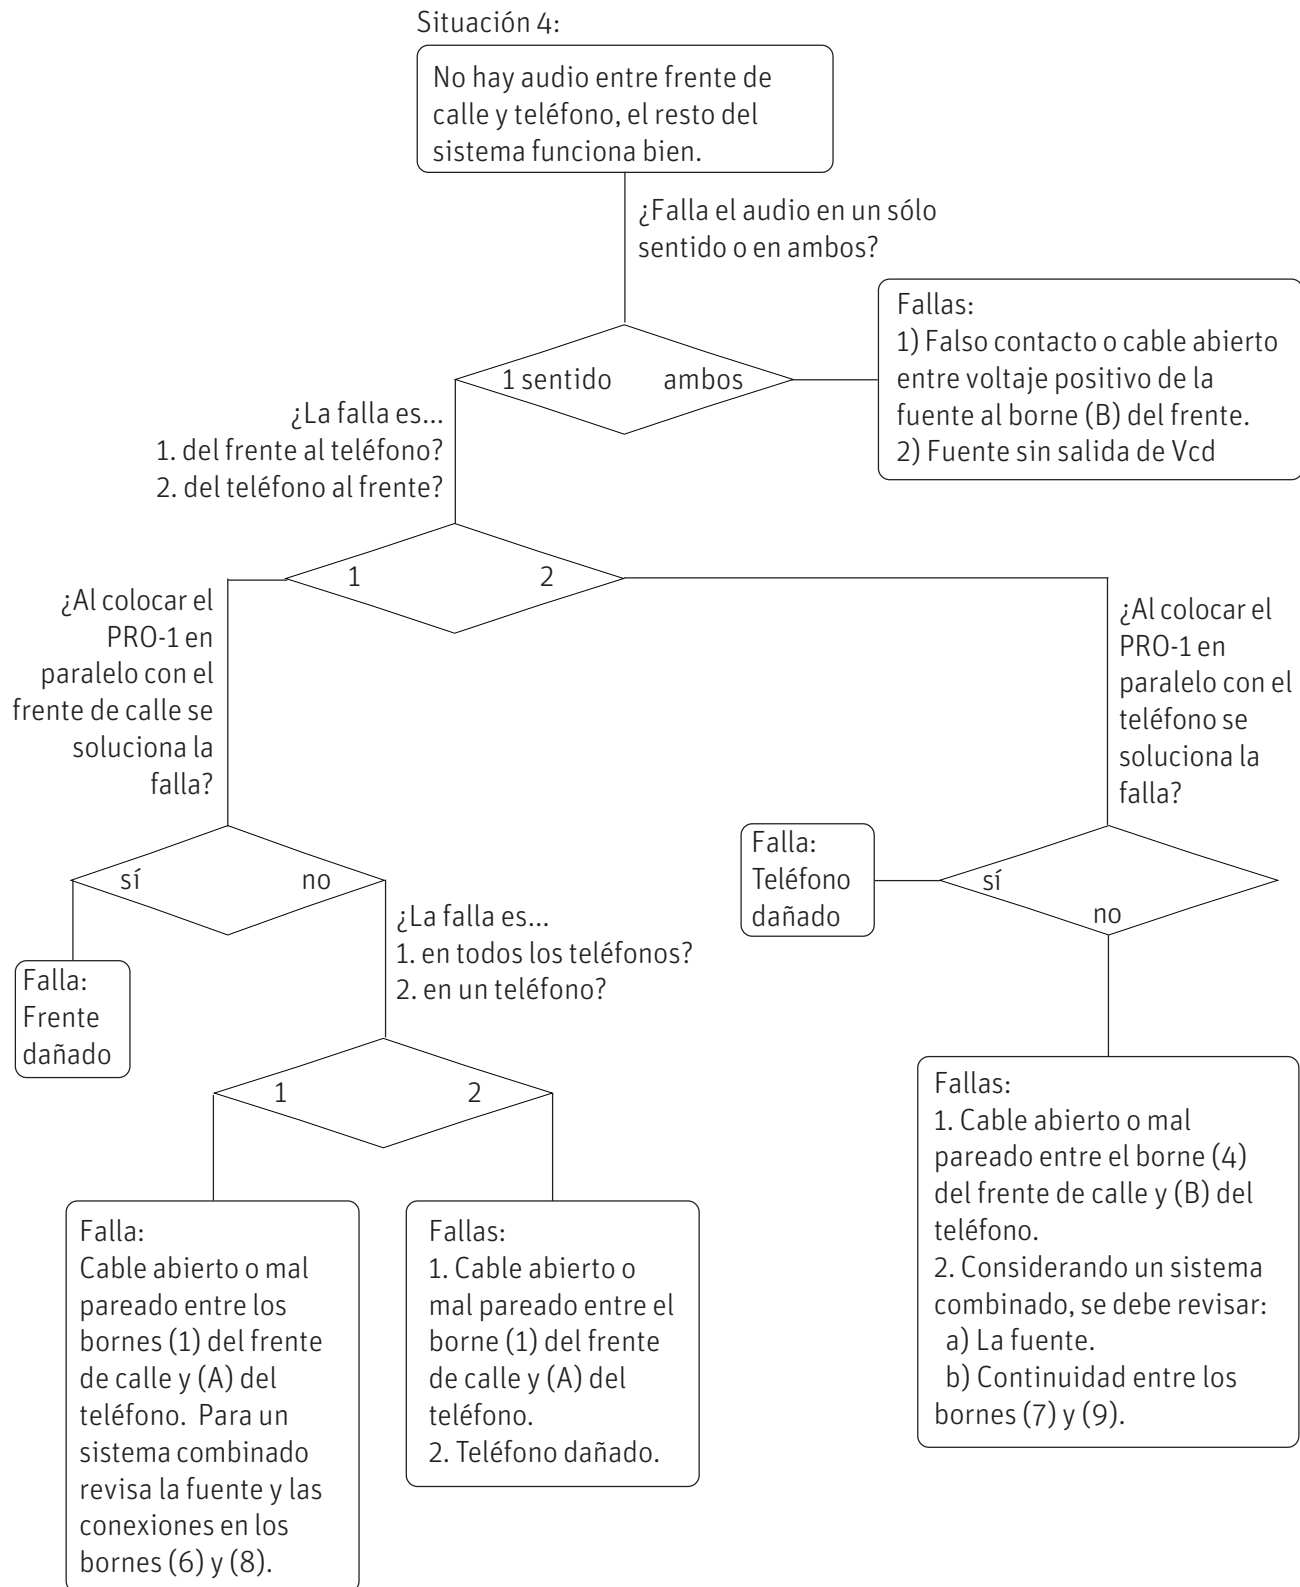 Situación 4:
No hay audio entre frente de
calle y teléfono, el resto del
sistema funciona bien.
¿Falla el audio en un sólo
sentido o en ambos?
1 sentido
ambos
Fallas:
1) Falso contacto o cable abierto
entre voltaje positivo de la
fuente al borne (B) del frente.
2) Fuente sin salida de Vcd
¿La falla es...
1. del frente al teléfono?
2. del teléfono al frente?
1
2
¿Al colocar el
PRO-1 en
paralelo con el
frente de calle se
soluciona la
falla?
¿Al colocar el
PRO-1 en
paralelo con el
teléfono se
soluciona la
falla?
sí
no
Falla:
Frente
dañado
¿La falla es...
1. en todos los teléfonos?
2. en un teléfono?
Falla:
Teléfono
dañado
sí
no
1
2
Falla:
Cable abierto o mal
pareado entre los
bornes (1) del frente
de calle y (A) del
teléfono. Para un
sistema combinado
revisa la fuente y las
conexiones en los
bornes (6) y (8).
Fallas:
1. Cable abierto o
mal pareado entre el
borne (1) del frente
de calle y (A) del
teléfono.
2. Teléfono dañado.
Fallas:
1. Cable abierto o mal
pareado entre el borne (4)
del frente de calle y (B) del
teléfono.
2. Considerando un sistema
combinado, se debe revisar:
a) La fuente.
b) Continuidad entre los
bornes (7) y (9).